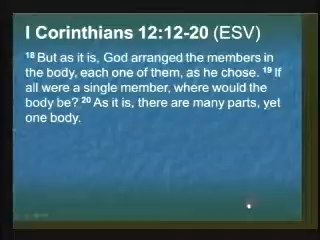 I Corinthians 12:12-20 (ESV)
18 But as it is, God arranged the members in
the body, each one of them, as he chose. 19 If
all were a single member, where would the
body be? 20 As it is, there are many parts, yet
one body.